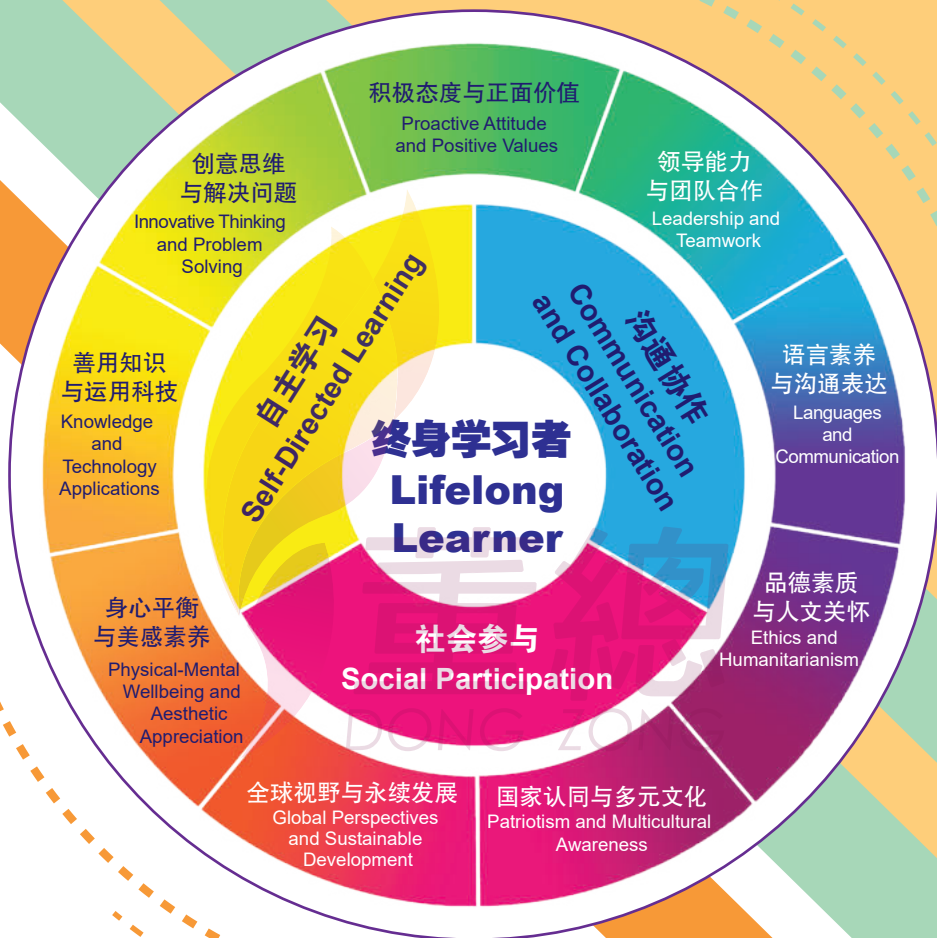 积极态度与正面价值
Proactive Attitude
and Positive Values
领导能力
与团队合作
Leadership and
Teamwork
语言素养
与沟通表达
Languages
and
Communication
品德素质
与人文关怀
Ethics and
Humanitarianism
国家认同与多元文化
Patriotism and Multicultural
Awareness
全球视野与永续发展
Global Perspectives
and Sustainable
Development
身心平衡
与美感素养
Physical-Mental
Wellbeing and
Aesthetic
Appreciation
善用知识
与运用科技
Knowledge
and
Technology
Applications
创意思维
与解决问题
Innovative Thinking
and Problem
Solving
自主学习
Self-Directed Learning
沟通协作
Communication
and Collaboration
社会参与
Social Participation
终身学习者
Lifelong
Learner
董總
DONG ZONG